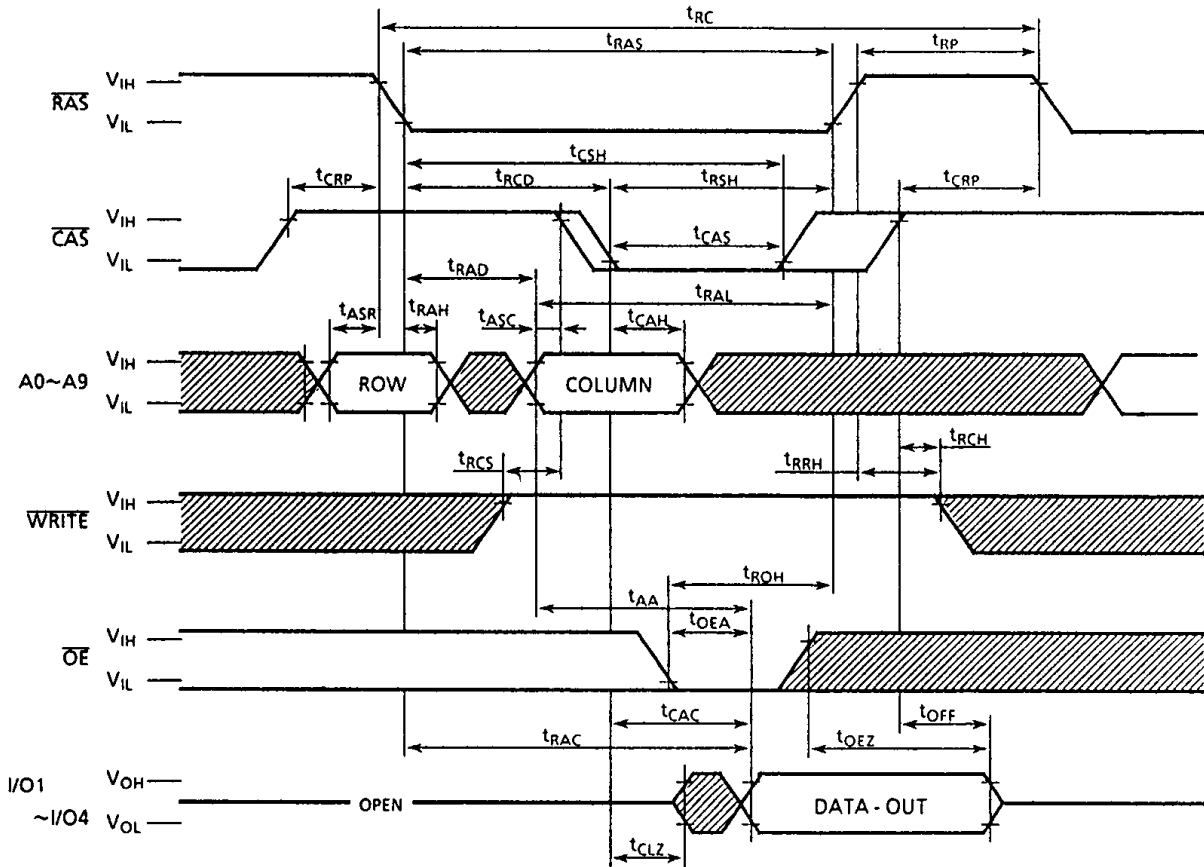 tRC
tRAS
tRP
RAS
VIH
VIL
tCSH
tCRP
tRCD
tRSH
tCRP
CAS
VIH
VIL
tCAS
tRAD
tRAL
tASR
tRAH
tASC
tCAH
A0~A9
VIH
VIL
ROW
COLUMN
tRCS
tRCH
tRRH
WRITE
VIH
VIL
tROH
tAA
tOEA
OE
VIH
VIL
tCAC
tOFF
tRAC
tOEZ
I/O1
~I/O4
VOH
VOL
OPEN
DATA - OUT
tCLZ